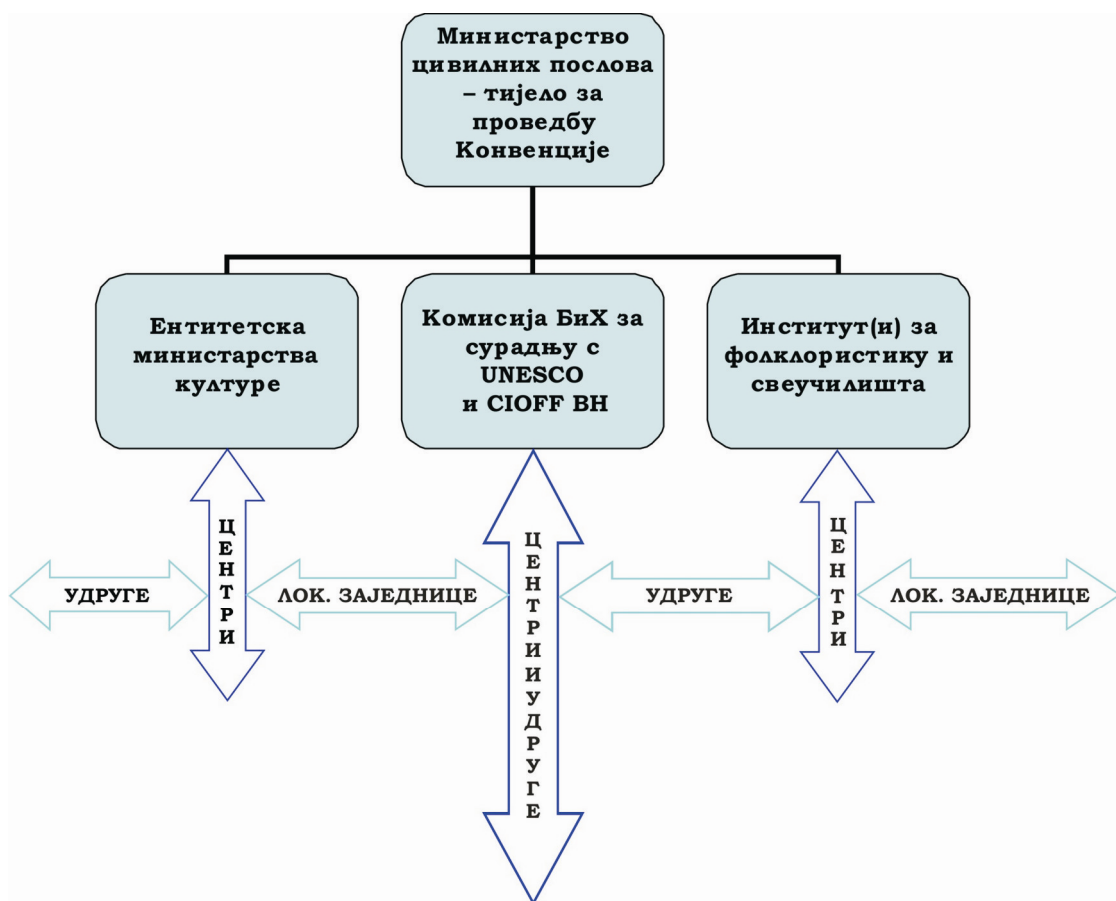 Министарство
цивилних послова
– тијело за
проведбу
Конвенције
Ентитетска
министарства
културе
Комисија БиХ за
сурадњу с
UNESCO
и CIOFF BH
Институт(и) за
фолклористику и
свеучилишта
УДРУГЕ
ЦЕНТРИ
ЛОК. ЗАЈЕДНИЦЕ
ЦЕНТРИИУДРУГЕ
УДРУГЕ
ЦЕНТРИ
ЛОК. ЗАЈЕДНИЦЕ